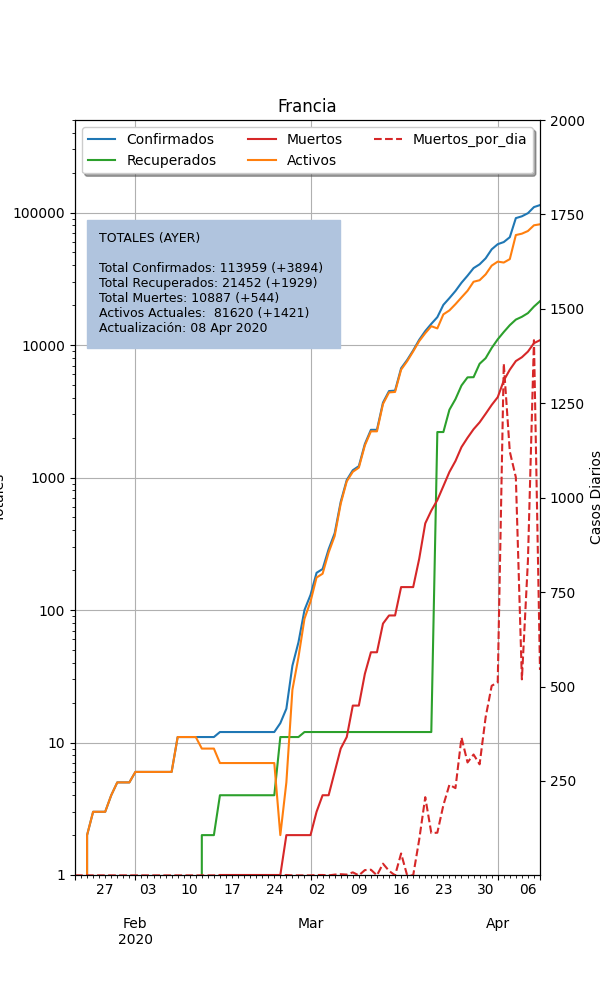 Francia
Confirmados
Recuperados
Muertos
Activos
Muertos_por_dia
TOTALES (AYER)
Total Confirmados: 113959 (+3894)
Total Recuperados: 21452 (+1929)
Total Muertes: 10887 (+544)
Activos Actuales: 81620 (+1421)
Actualización: 08 Apr 2020
100000
10000
1000
100
10
1
2000
1750
1500
1250
1000
750
500
250
Casos Diarios
27 03 10 17 24 02 09 16 23 30 06
Feb Mar Apr
2020